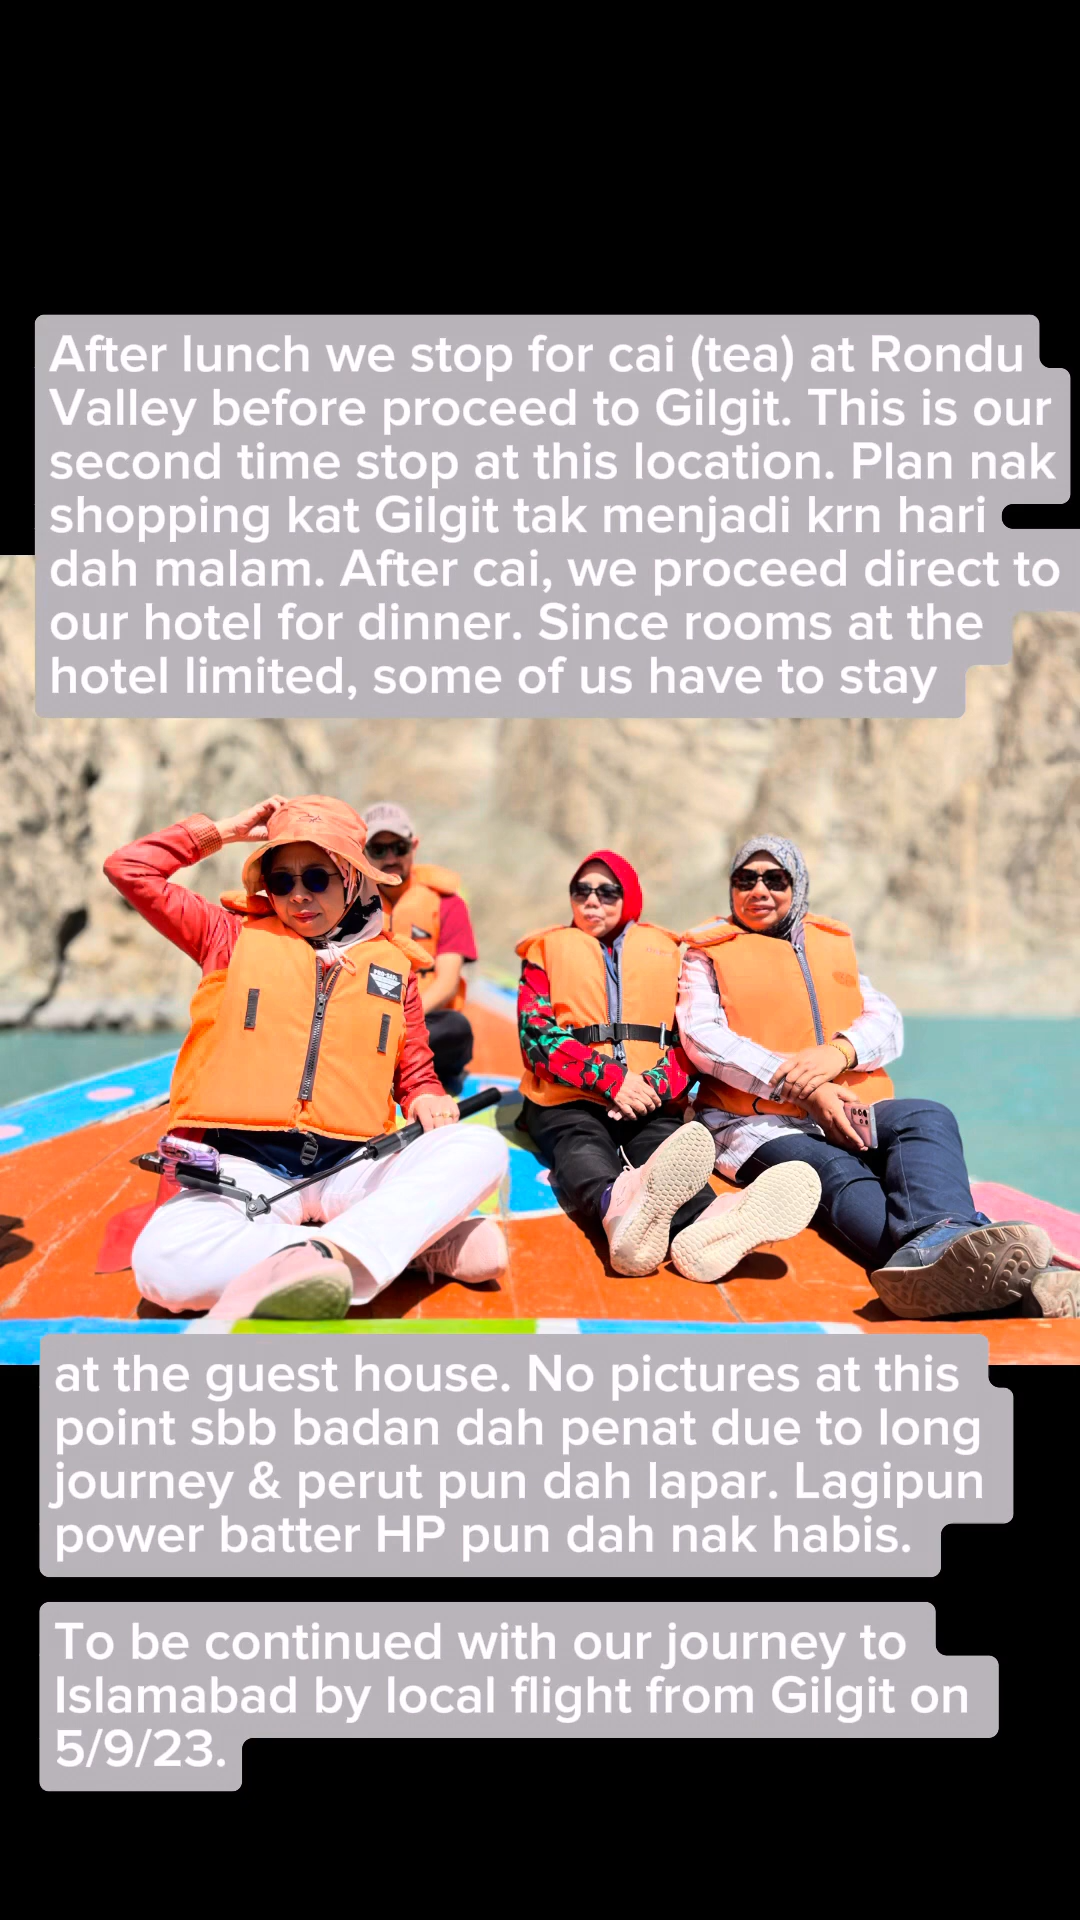 After lunch we stop for cai (tea) at Rondu
Valley before proceed to Gilgit. This is our
second time stop at this location. Plan nak
shopping kat Gilgit tak menjadi krn hari
dah malam. After cai, we proceed direct to
our hotel for dinner. Since rooms at the
hotel limited, some of us have to stay
at the guest house. No pictures at this
point sbb badan dah penat due to long
journey & perut pun dah lapar. Lagipun
power batter HP pun dah nak habis.
To be continued with our journey to
Islamabad by local flight from Gilgit on
5/9/23.